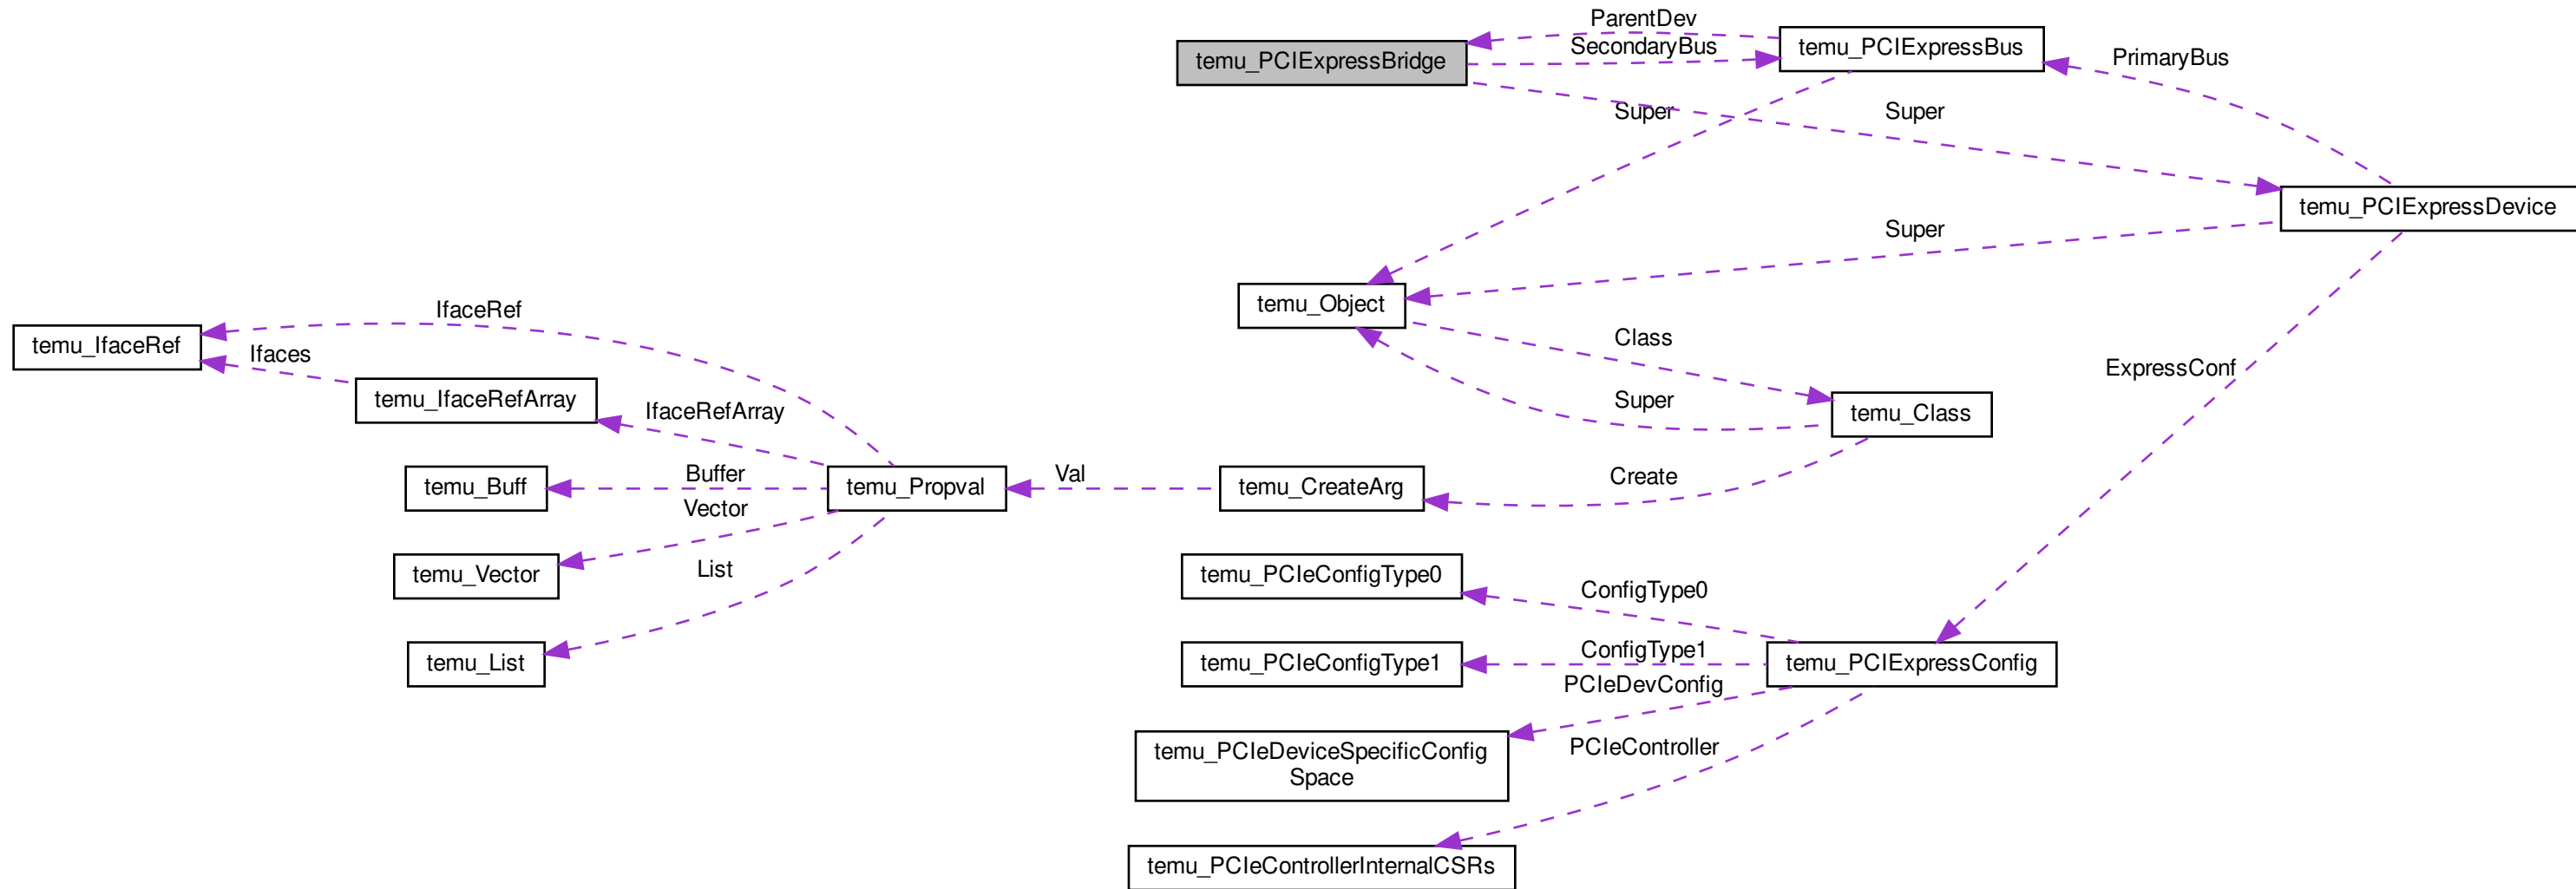 ParentDev
temu_PCIExpressBus
SecondaryBus
temu_PCIExpressBridge
PrimaryBus
Super
Super
temu_PCIExpressDevice
Super
temu_Object
IfaceRef
temu_IfaceRef
Ifaces
Class
ExpressConf
temu_IfaceRefArray
IfaceRefArray
Super
temu_Class
Buffer
Val
Create
temu_Buff
temu_Propval
temu_CreateArg
Vector
temu_Vector
List
temu_PCIeConfigType0
ConfigType0
temu_List
temu_PCIeConfigType1
ConfigType1
temu_PCIExpressConfig
PCIeDevConfig
temu_PCIeDeviceSpecificConfig
Space
PCIeController
temu_PCIeControllerInternalCSRs